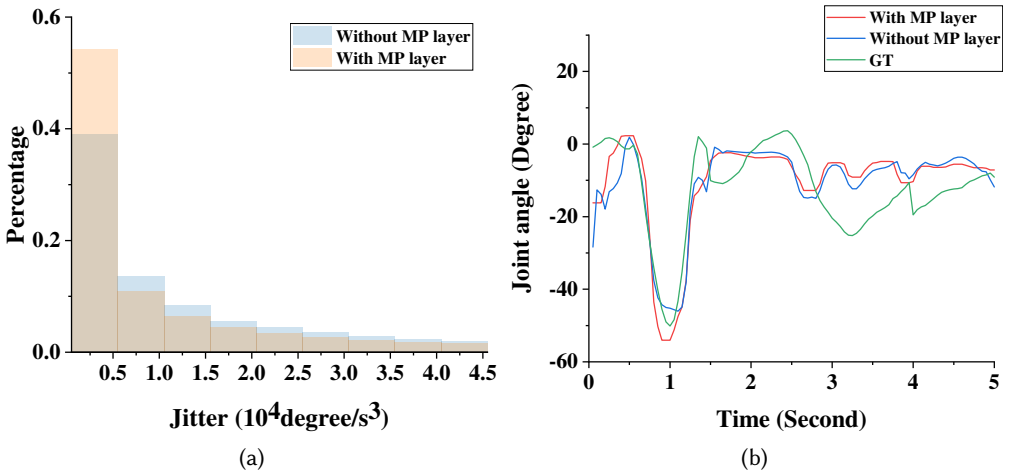 0.6
0.4
0.2
0.0
Percentage
Without MP layer
With MP layer
0.5 1.0 1.5 2.0 2.5 3.0 3.5 4.0 4.5
Jitter (10⁴degree/s³)
(a)
With MP layer
Without MP layer
GT
20
0
-20
-40
-60
Joint angle (Degree)
0 1 2 3 4 5
Time (Second)
(b)